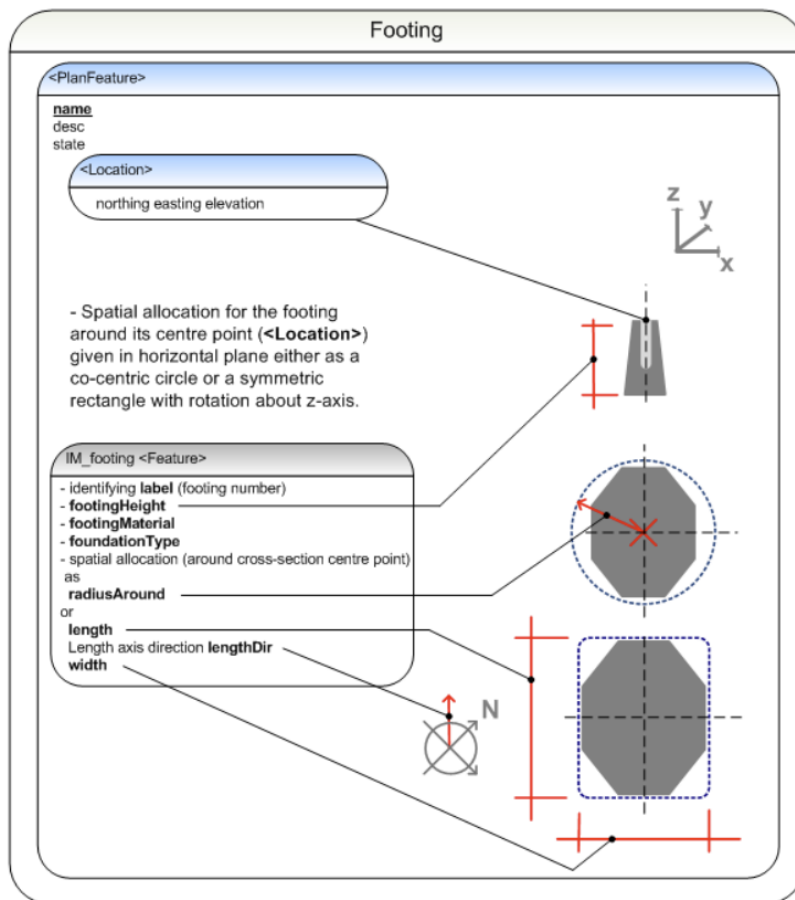 Footing
<PlanFeature>
name
desc
state
<Location>
northing easting elevation
z
y
x
- Spatial allocation for the footing
around its centre point (<Location>)
given in horizontal plane either as a
co-centric circle or a symmetric
rectangle with rotation about z-axis.
IM_footing <Feature>
- identifying label (footing number)
- footingHeight
- footingMaterial
- foundationType
- spatial allocation (around cross-section centre point)
as
radiusAround
or
length
Length axis direction lengthDir
width
N